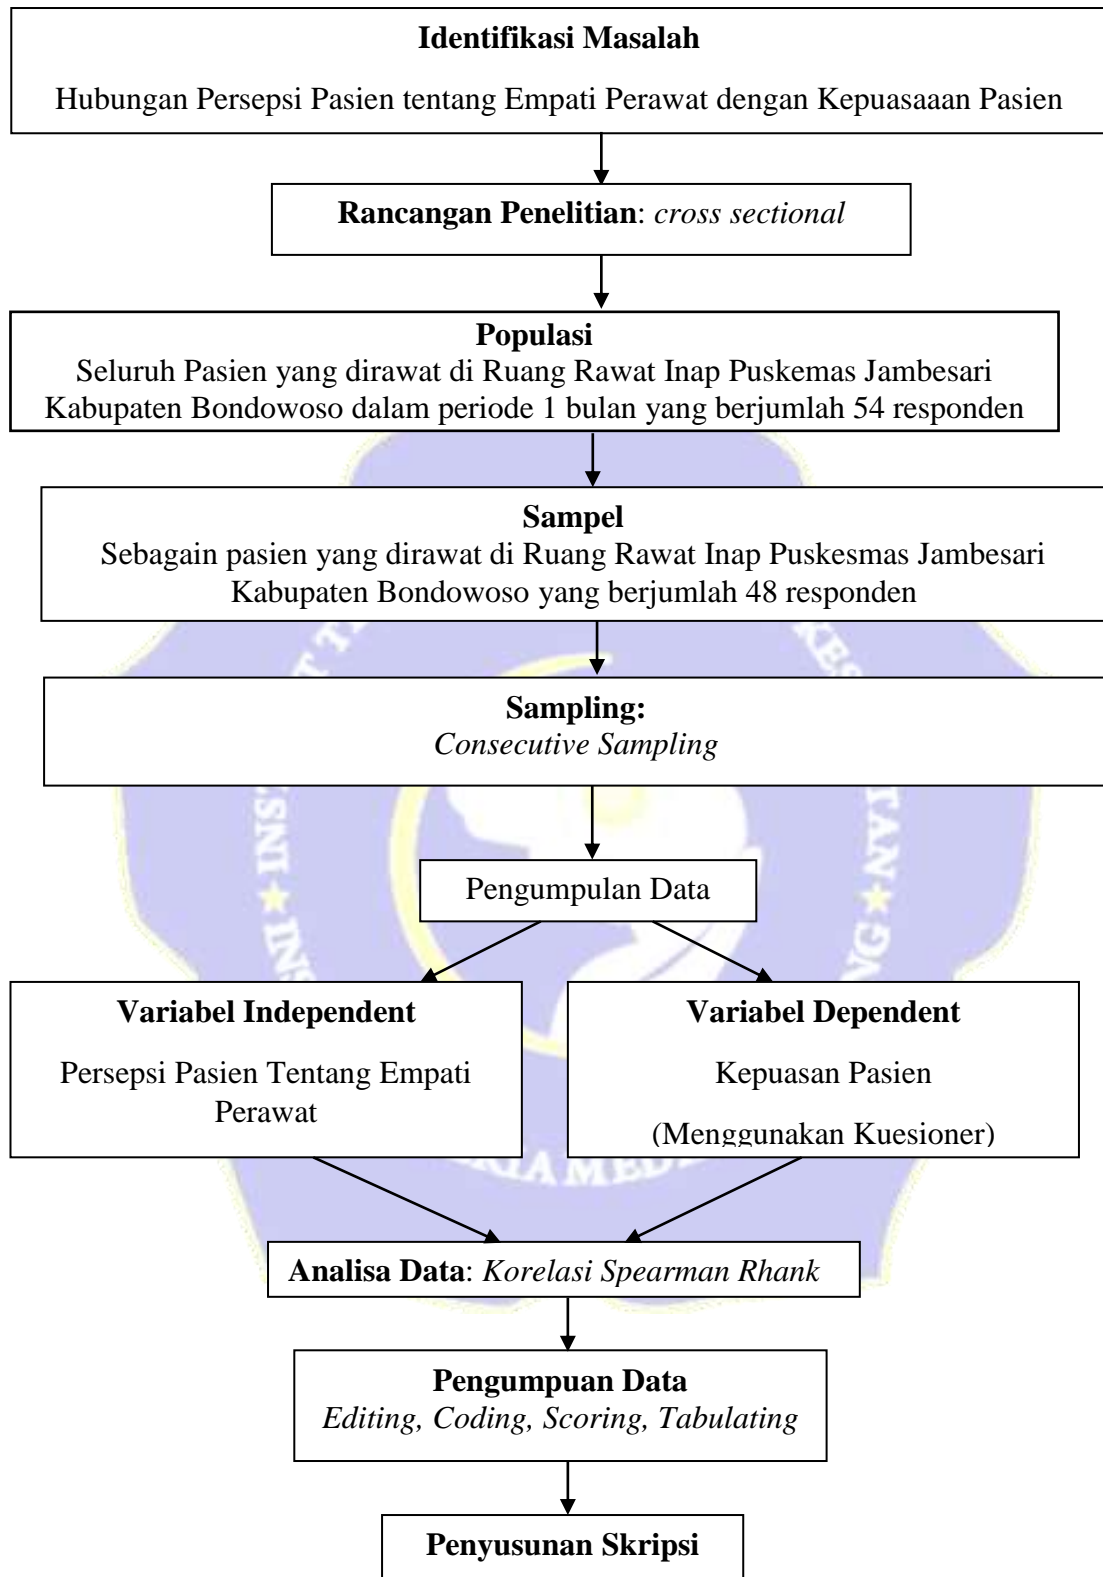 Identifikasi Masalah
Hubungan Persepsi Pasien tentang Empati Perawat dengan Kepuasaaan Pasien
Rancangan Penelitian: cross sectional
Populasi
Seluruh Pasien yang dirawat di Ruang Rawat Inap Puskemas Jambesari
Kabupaten Bondowoso dalam periode 1 bulan yang berjumlah 54 responden
Sampel
Sebagain pasien yang dirawat di Ruang Rawat Inap Puskesmas Jambesari
Kabupaten Bondowoso yang berjumlah 48 responden
Sampling:
Consecutive Sampling
Pengumpulan Data
Variabel Independent
Persepsi Pasien Tentang Empati
Perawat
Variabel Dependent
Kepuasan Pasien
(Menggunakan Kuesioner)
Analisa Data: Korelasi Spearman Rhank
Pengumpuan Data
Editing, Coding, Scoring, Tabulating
Penyusunan Skripsi